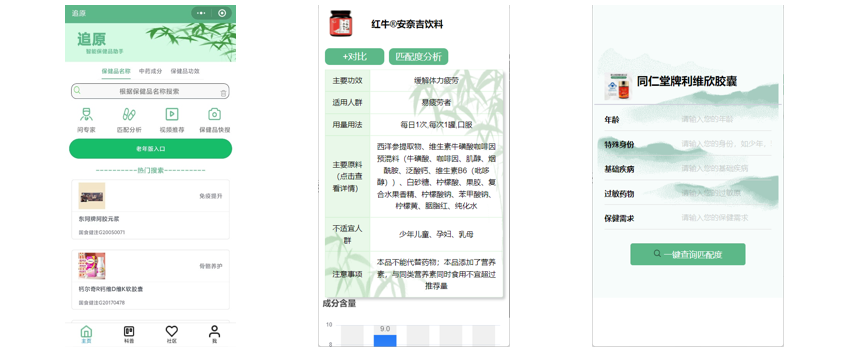 追原
追原
智能保健品助手
保健品名称 中药成分 保健品功效
根据保健品名称搜索
问专家 匹配分析 视频推荐 保健品快搜
老年版入口
----------热门搜索----------
免疫提升
东阿牌阿胶元浆
国食健注G20050071
骨骼养护
钙尔奇R钙维D维K软胶囊
国食健注G20170478
主页 科普 社区 我
红牛®安奈吉饮料
+对比 匹配度分析
主要功效 缓解体力疲劳
适用人群 易疲劳者
用量用法 每日1次,每次1罐,口服
主要原料
(点击查
看详情)
西洋参提取物、维生素牛磺酸咖啡因
预混料（牛磺酸、咖啡因、肌醇、烟
酰胺、泛酸钙、维生素B6（吡哆
醇））、白砂糖、柠檬酸、果胶、复
合水果香精、柠檬酸钠、苯甲酸钠、
柠檬黄、胭脂红、纯化水
不适宜人
群
少年儿童、孕妇、乳母
注意事项
本品不能代替药物；本品添加了营养
素，与同类营养素同时食用不宜超过
推荐量
成分含量
10
9.0
8
同仁堂牌利维欣胶囊
年龄 请输入您的年龄
特殊身份 请输入您的身份，如少年、
基础疾病 请输入您的基础疾病
过敏药物
保健需求 请输入您的保健需求
一键查询匹配度